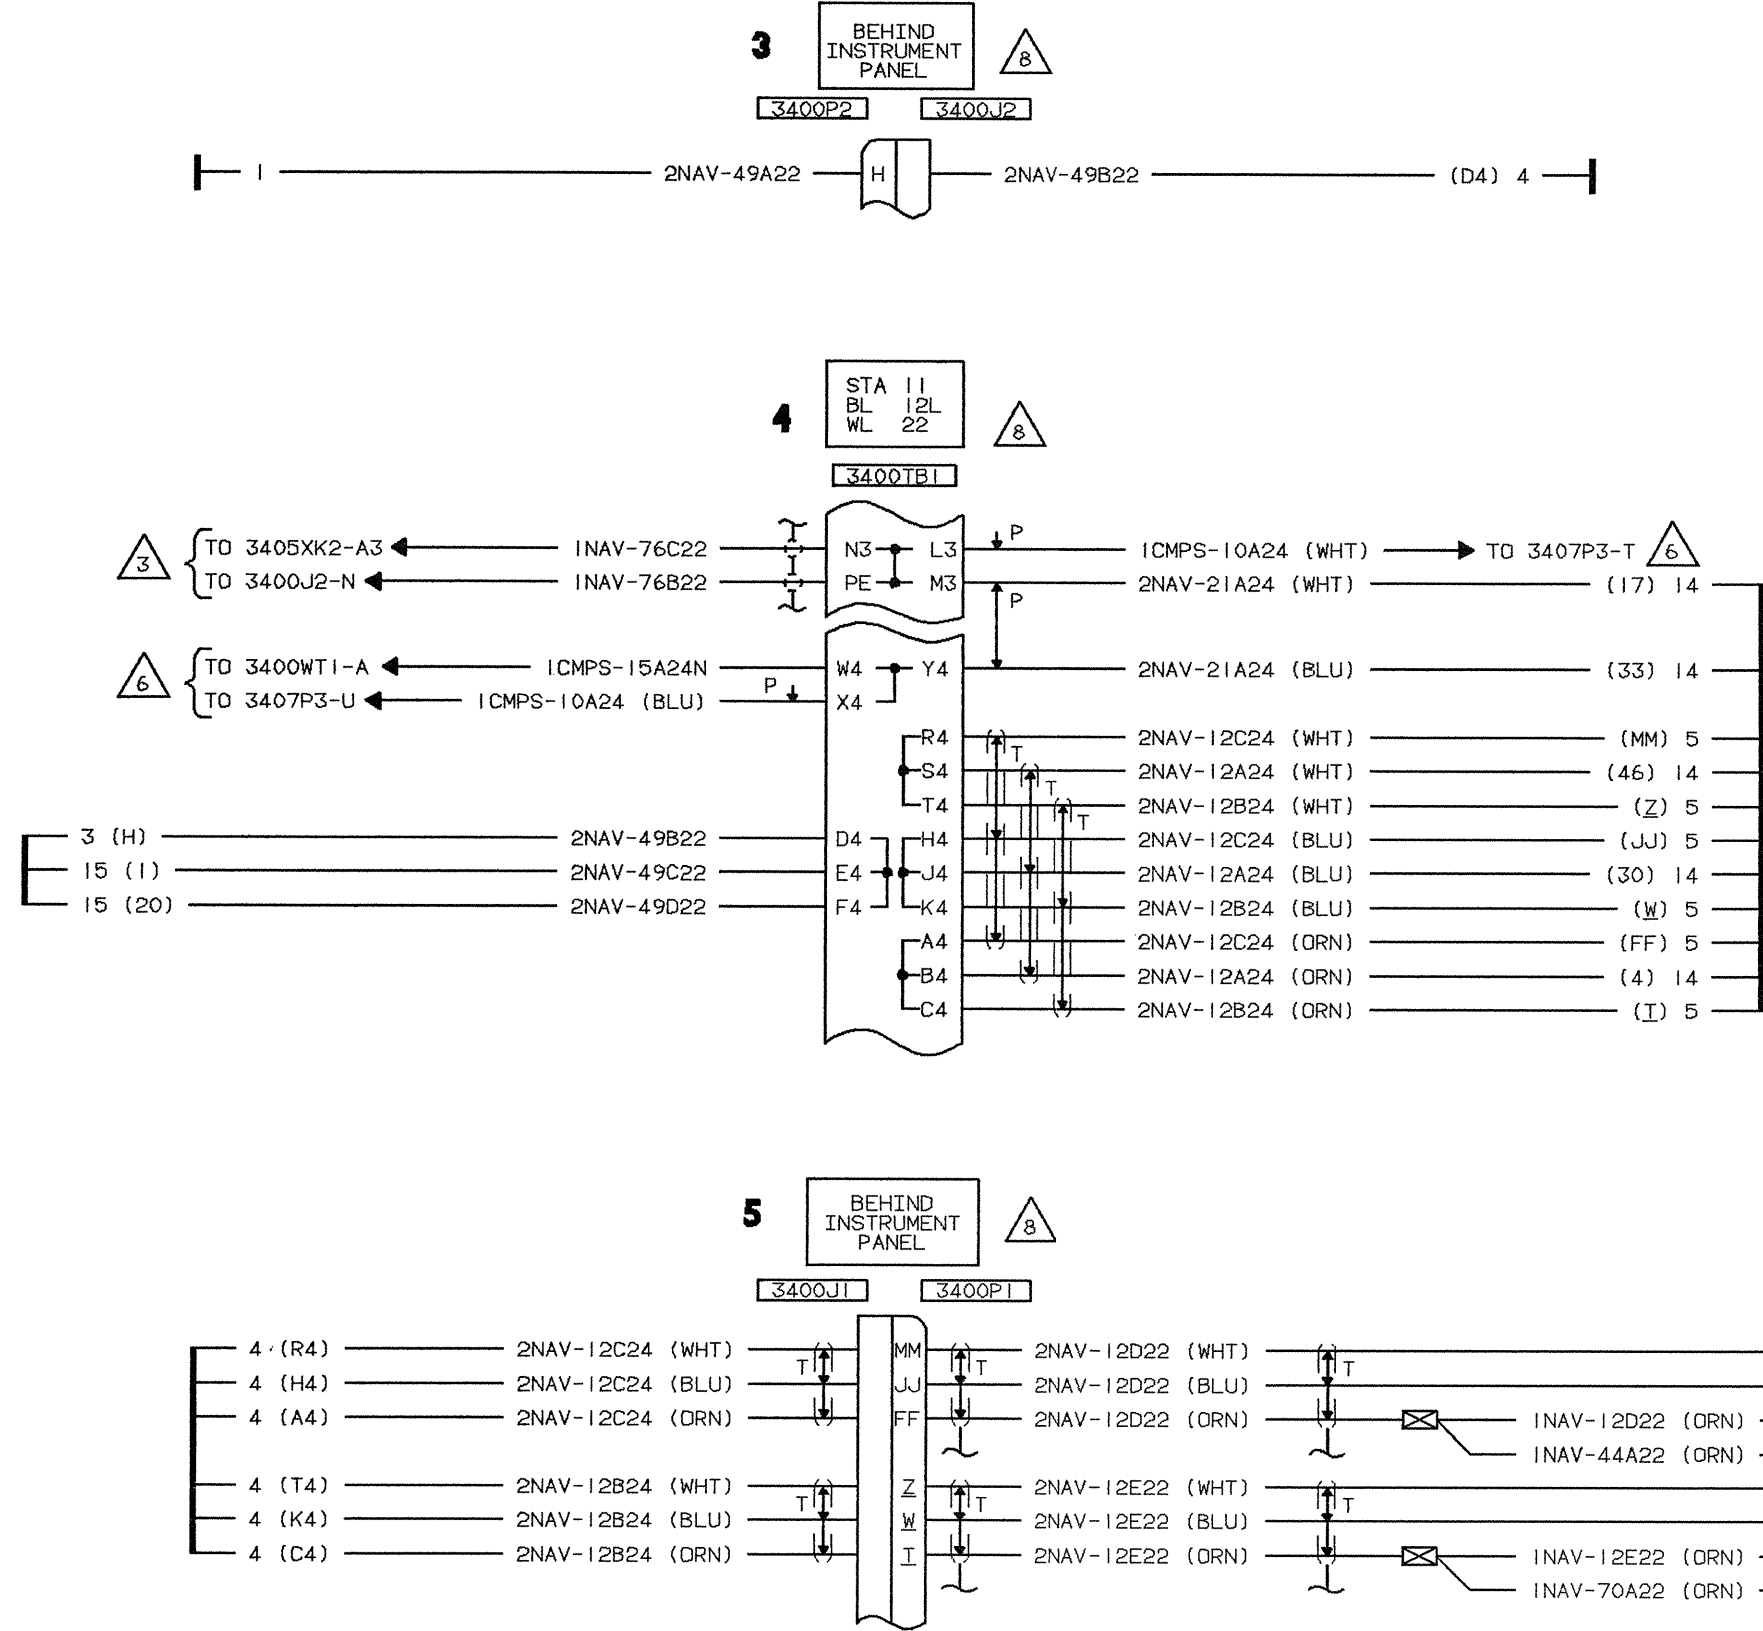 3
BEHIND
INSTRUMENT
PANEL
8
3400P2
3400J2
1
2NAV-49A22
H
2NAV-49B22
(D4) 4
4
STA 11
BL 12L
WL 22
8
3400TB1
3
TO 3405XK2-A3
1NAV-76C22
N3
L3
P
1CMPS-10A24 (WHT)
TO 3407P3-T
6
TO 3400J2-N
1NAV-76B22
PE
M3
P
2NAV-21A24 (WHT)
(17) 14
6
TO 3400WT1-A
1CMPS-15A24N
W4
Y4
2NAV-21A24 (BLU)
(33) 14
TO 3407P3-U
1CMPS-10A24 (BLU)
P
X4
R4
T
2NAV-12C24 (WHT)
(MM) 5
S4
T
2NAV-12A24 (WHT)
(46) 14
T4
T
2NAV-12B24 (WHT)
(Z) 5
3 (H)
2NAV-49B22
D4
H4
2NAV-12C24 (BLU)
(JJ) 5
15 (1)
2NAV-49C22
E4
J4
2NAV-12A24 (BLU)
(30) 14
15 (20)
2NAV-49D22
F4
K4
2NAV-12B24 (BLU)
(W) 5
A4
2NAV-12C24 (ORN)
(FF) 5
B4
2NAV-12A24 (ORN)
(4) 14
C4
2NAV-12B24 (ORN)
(T) 5
5
BEHIND
INSTRUMENT
PANEL
8
3400J1
3400P1
4 (R4)
2NAV-12C24 (WHT)
T
MM
T
2NAV-12D22 (WHT)
T
4 (H4)
2NAV-12C24 (BLU)
JJ
2NAV-12D22 (BLU)
4 (A4)
2NAV-12C24 (ORN)
FF
2NAV-12D22 (ORN)
1NAV-12D22 (ORN)
1NAV-44A22 (ORN)
4 (T4)
2NAV-12B24 (WHT)
T
Z
T
2NAV-12E22 (WHT)
T
4 (K4)
2NAV-12B24 (BLU)
W
2NAV-12E22 (BLU)
4 (C4)
2NAV-12B24 (ORN)
T
2NAV-12E22 (ORN)
1NAV-12E22 (ORN)
1NAV-70A22 (ORN)